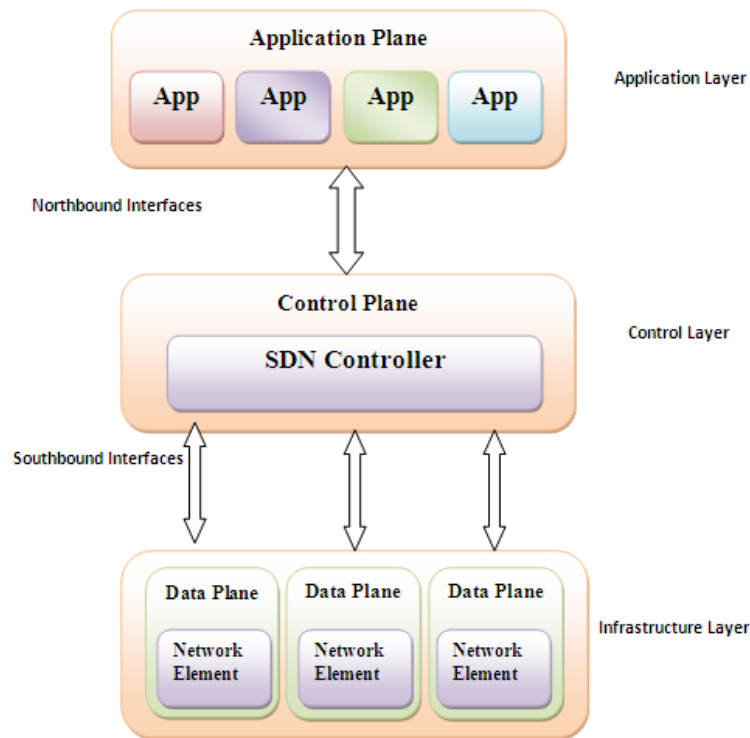 Application Plane
App App App App
Application Layer
Northbound Interfaces
Control Plane
SDN Controller
Control Layer
Southbound Interfaces
Data Plane Data Plane Data Plane
Network Element Network Element Network Element
Infrastructure Layer